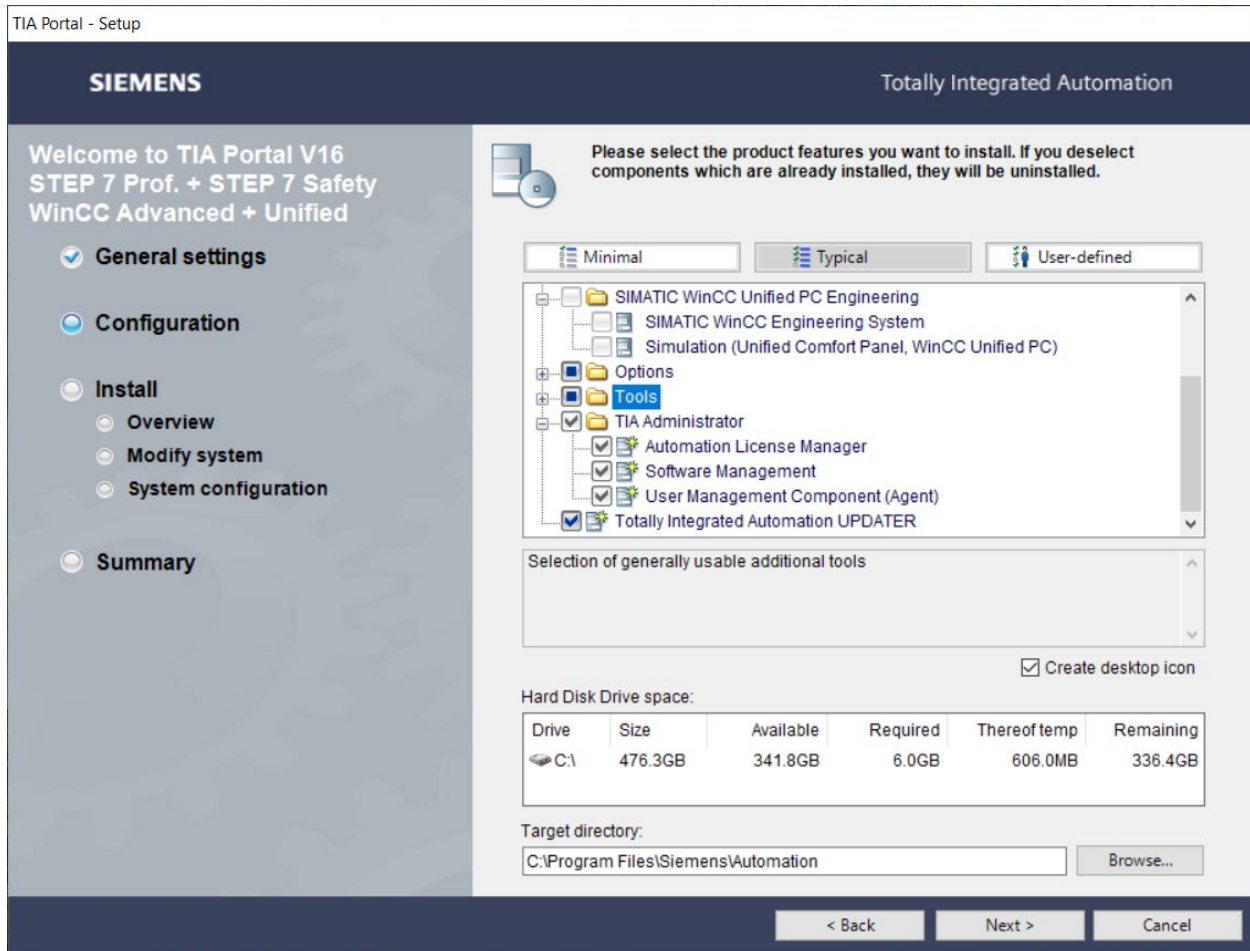 TIA Portal - Setup
SIEMENS
Totally Integrated Automation
Welcome to TIA Portal V16
STEP 7 Prof. + STEP 7 Safety
WinCC Advanced + Unified
General settings
Configuration
Install
Overview
Modify system
System configuration
Summary
Please select the product features you want to install. If you deselect
components which are already installed, they will be uninstalled.
Minimal
Typical
User-defined
SIMATIC WinCC Unified PC Engineering
SIMATIC WinCC Engineering System
Simulation (Unified Comfort Panel, WinCC Unified PC)
Options
Tools
TIA Administrator
Automation License Manager
Software Management
User Management Component (Agent)
Totally Integrated Automation UPDATER
Selection of generally usable additional tools
Create desktop icon
Hard Disk Drive space:
Drive Size Available Required Thereof temp Remaining
C:\ 476.3GB 341.8GB 6.0GB 606.0MB 336.4GB
Target directory:
C:\Program Files\Siemens\Automation
Browse...
< Back
Next >
Cancel